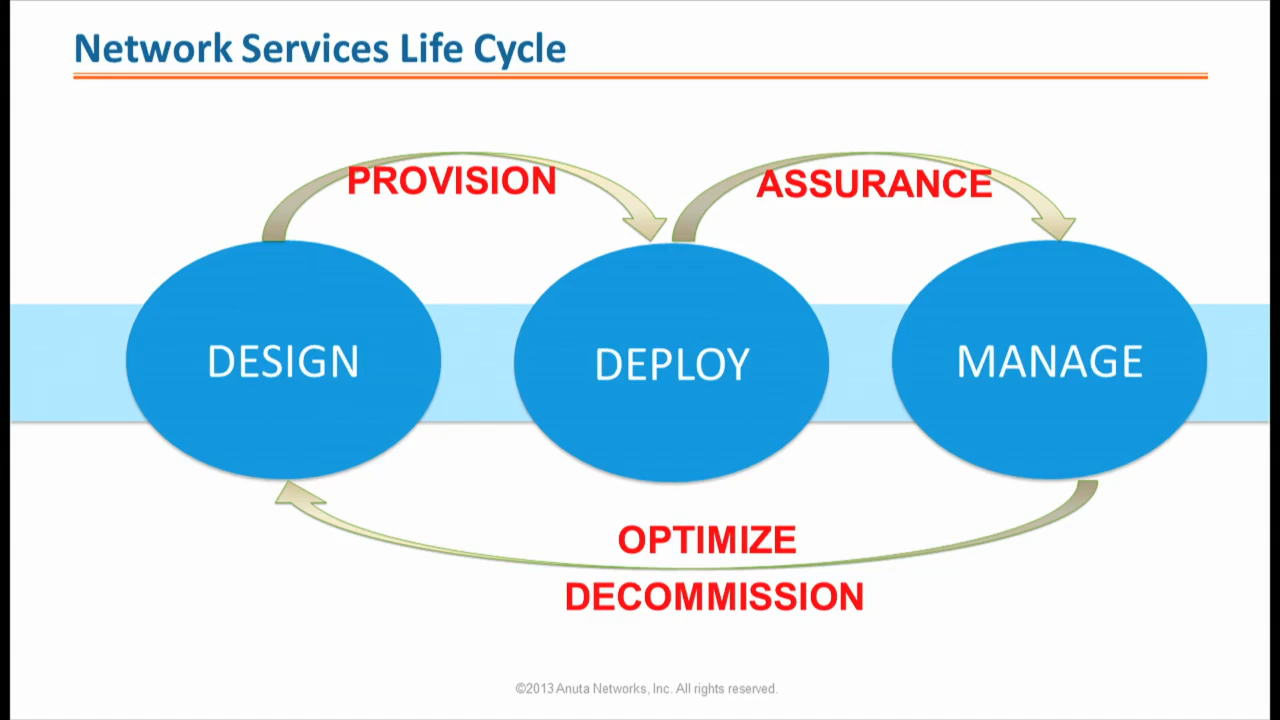 Network Services Life Cycle
PROVISION
ASSURANCE
DESIGN
DEPLOY
MANAGE
OPTIMIZE
DECOMMISSION
©2013 Anuta Networks, Inc. All rights reserved.